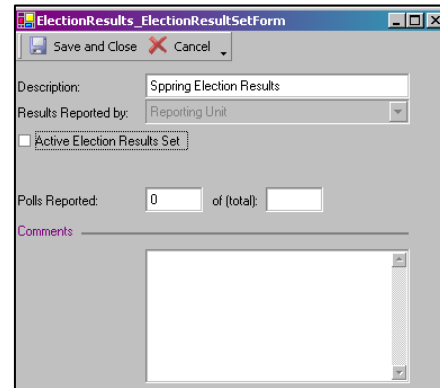 ElectionResults_ElectionResultSetForm
Save and Close Cancel
Description: Sppring Election Results
Results Reported by: Reporting Unit
Active Election Results Set
Polls Reported: 0 of (total):
Comments